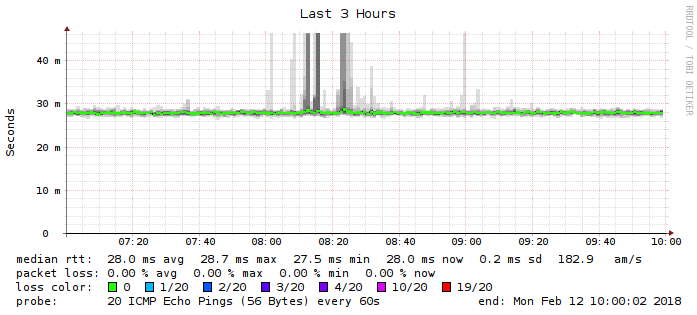 Last 3 Hours
RRDTOOL / TOBI OETIKER
Seconds
40 m
30 m
20 m
10 m
0
07:20 07:40 08:00 08:20 08:40 09:00 09:20 09:40 10:00
median rtt: 28.0 ms avg 28.7 ms max 27.5 ms min 28.0 ms now 0.2 ms sd 182.9 am/s
packet loss: 0.00 % avg 0.00 % max 0.00 % min 0.00 % now
loss color: 0 1/20 2/20 3/20 4/20 10/20 19/20
probe: 20 ICMP Echo Pings (56 Bytes) every 60s end: Mon Feb 12 10:00:02 2018